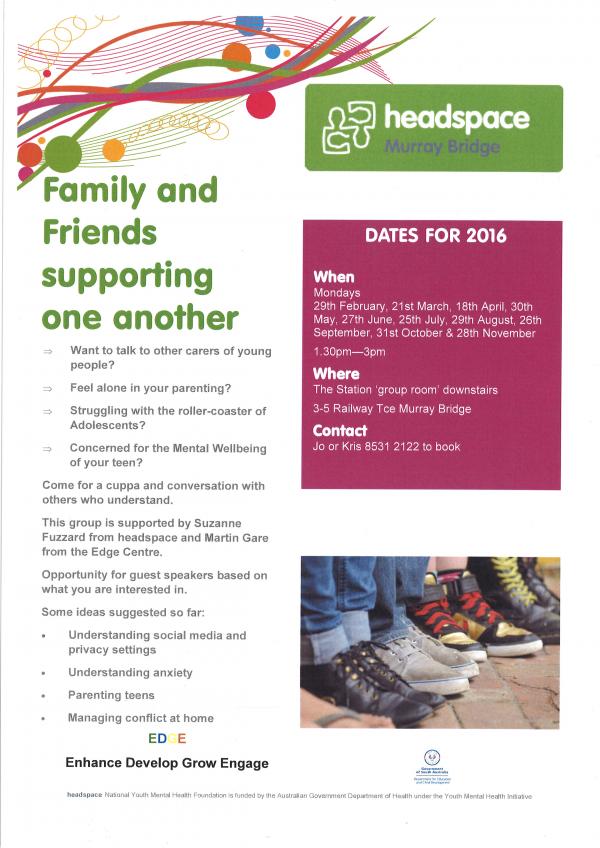 headspace
Murray Bridge
Family and
Friends
supporting
one another
⇒ Want to talk to other carers of young
people?
⇒ Feel alone in your parenting?
⇒ Struggling with the roller-coaster of
Adolescents?
⇒ Concerned for the Mental Wellbeing
of your teen?
Come for a cuppa and conversation with
others who understand.
This group is supported by Suzanne
Fuzzard from headspace and Martin Gare
from the Edge Centre.
Opportunity for guest speakers based on
what you are interested in.
Some ideas suggested so far:
• Understanding social media and
privacy settings
• Understanding anxiety
• Parenting teens
• Managing conflict at home
EDGE
Enhance Develop Grow Engage
DATES FOR 2016
When
Mondays
29th February, 21st March, 18th April, 30th
May, 27th June, 25th July, 29th August, 26th
September, 31st October & 28th November
1.30pm—3pm
Where
The Station ‘group room’ downstairs
3-5 Railway Tce Murray Bridge
Contact
Jo or Kris 8531 2122 to book
Government
of South Australia
Department for Education
and Child Development
headspace National Youth Mental Health Foundation is funded by the Australian Government Department of Health under the Youth Mental Health Initiative